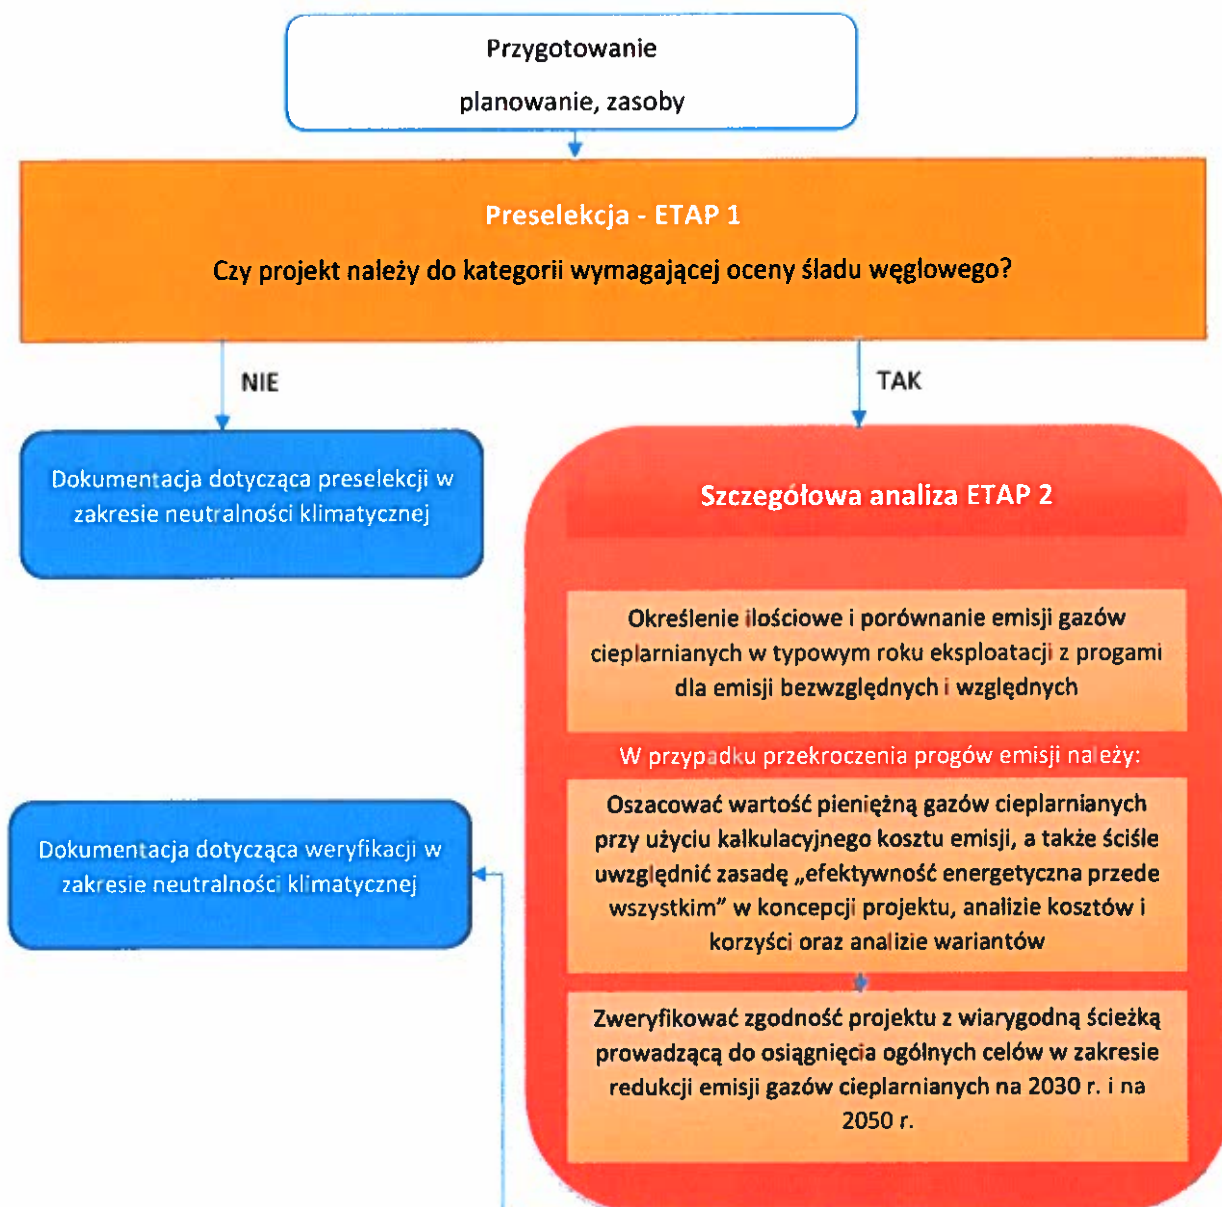 Przygotowanie
planowanie, zasoby
Preselekcja - ETAP 1
Czy projekt należy do kategorii wymagającej oceny śladu węglowego?
NIE
TAK
Dokumentacja dotycząca preselekcji w
zakresie neutralności klimatycznej
Szczegółowa analiza ETAP 2
Określenie ilościowe i porównanie emisji gazów
cieplarnianych w typowym roku eksploatacji z progami
dla emisji bezwzględnych i względnych
W przypadku przekroczenia progów emisji należy:
Oszacować wartość pieniężną gazów cieplarnianych
przy użyciu kalkulacyjnego kosztu emisji, a także ściśle
uwzględnić zasadę „efektywność energetyczna przede
wszystkim” w koncepcji projektu, analizie kosztów i
korzyści oraz analizie wariantów
Dokumentacja dotycząca weryfikacji w
zakresie neutralności klimatycznej
Zweryfikować zgodność projektu z wiarygodną ścieżką
prowadzącą do osiągnięcia ogólnych celów w zakresie
redukcji emisji gazów cieplarnianych na 2030 r. i na
2050 r.